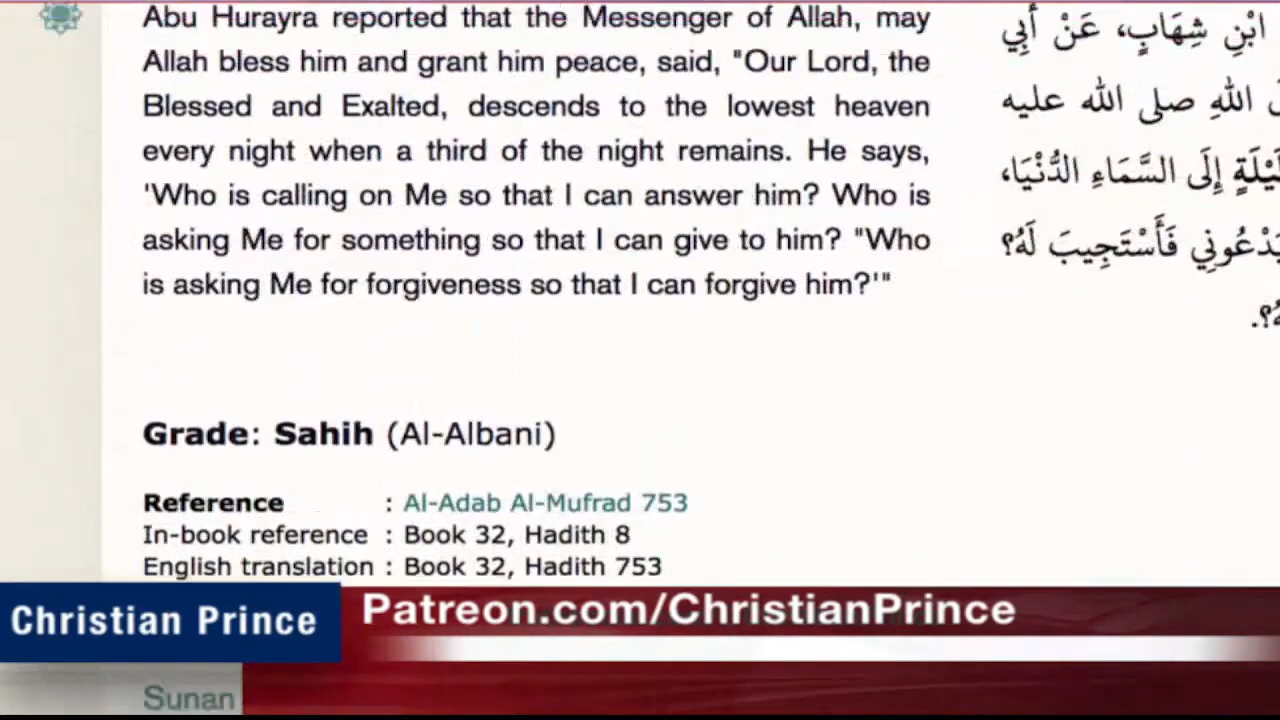 Abu Hurayra reported that the Messenger of Allah, may
Allah bless him and grant him peace, said, "Our Lord, the
Blessed and Exalted, descends to the lowest heaven
every night when a third of the night remains. He says,
'Who is calling on Me so that I can answer him? Who is
asking Me for something so that I can give to him? "Who
is asking Me for forgiveness so that I can forgive him?'"
ابْنِ شِهَابٍ، عَنْ أَبِي
اللهِ صلى الله عليه
إِلَى السَّمَاءِ الدُّنْيَا،
فَأَسْتَجِيبَ لَهُ؟
Grade: Sahih (Al-Albani)
Reference : Al-Adab Al-Mufrad 753
In-book reference : Book 32, Hadith 8
English translation : Book 32, Hadith 753
Christian Prince
Patreon.com/ChristianPrince
Sunan